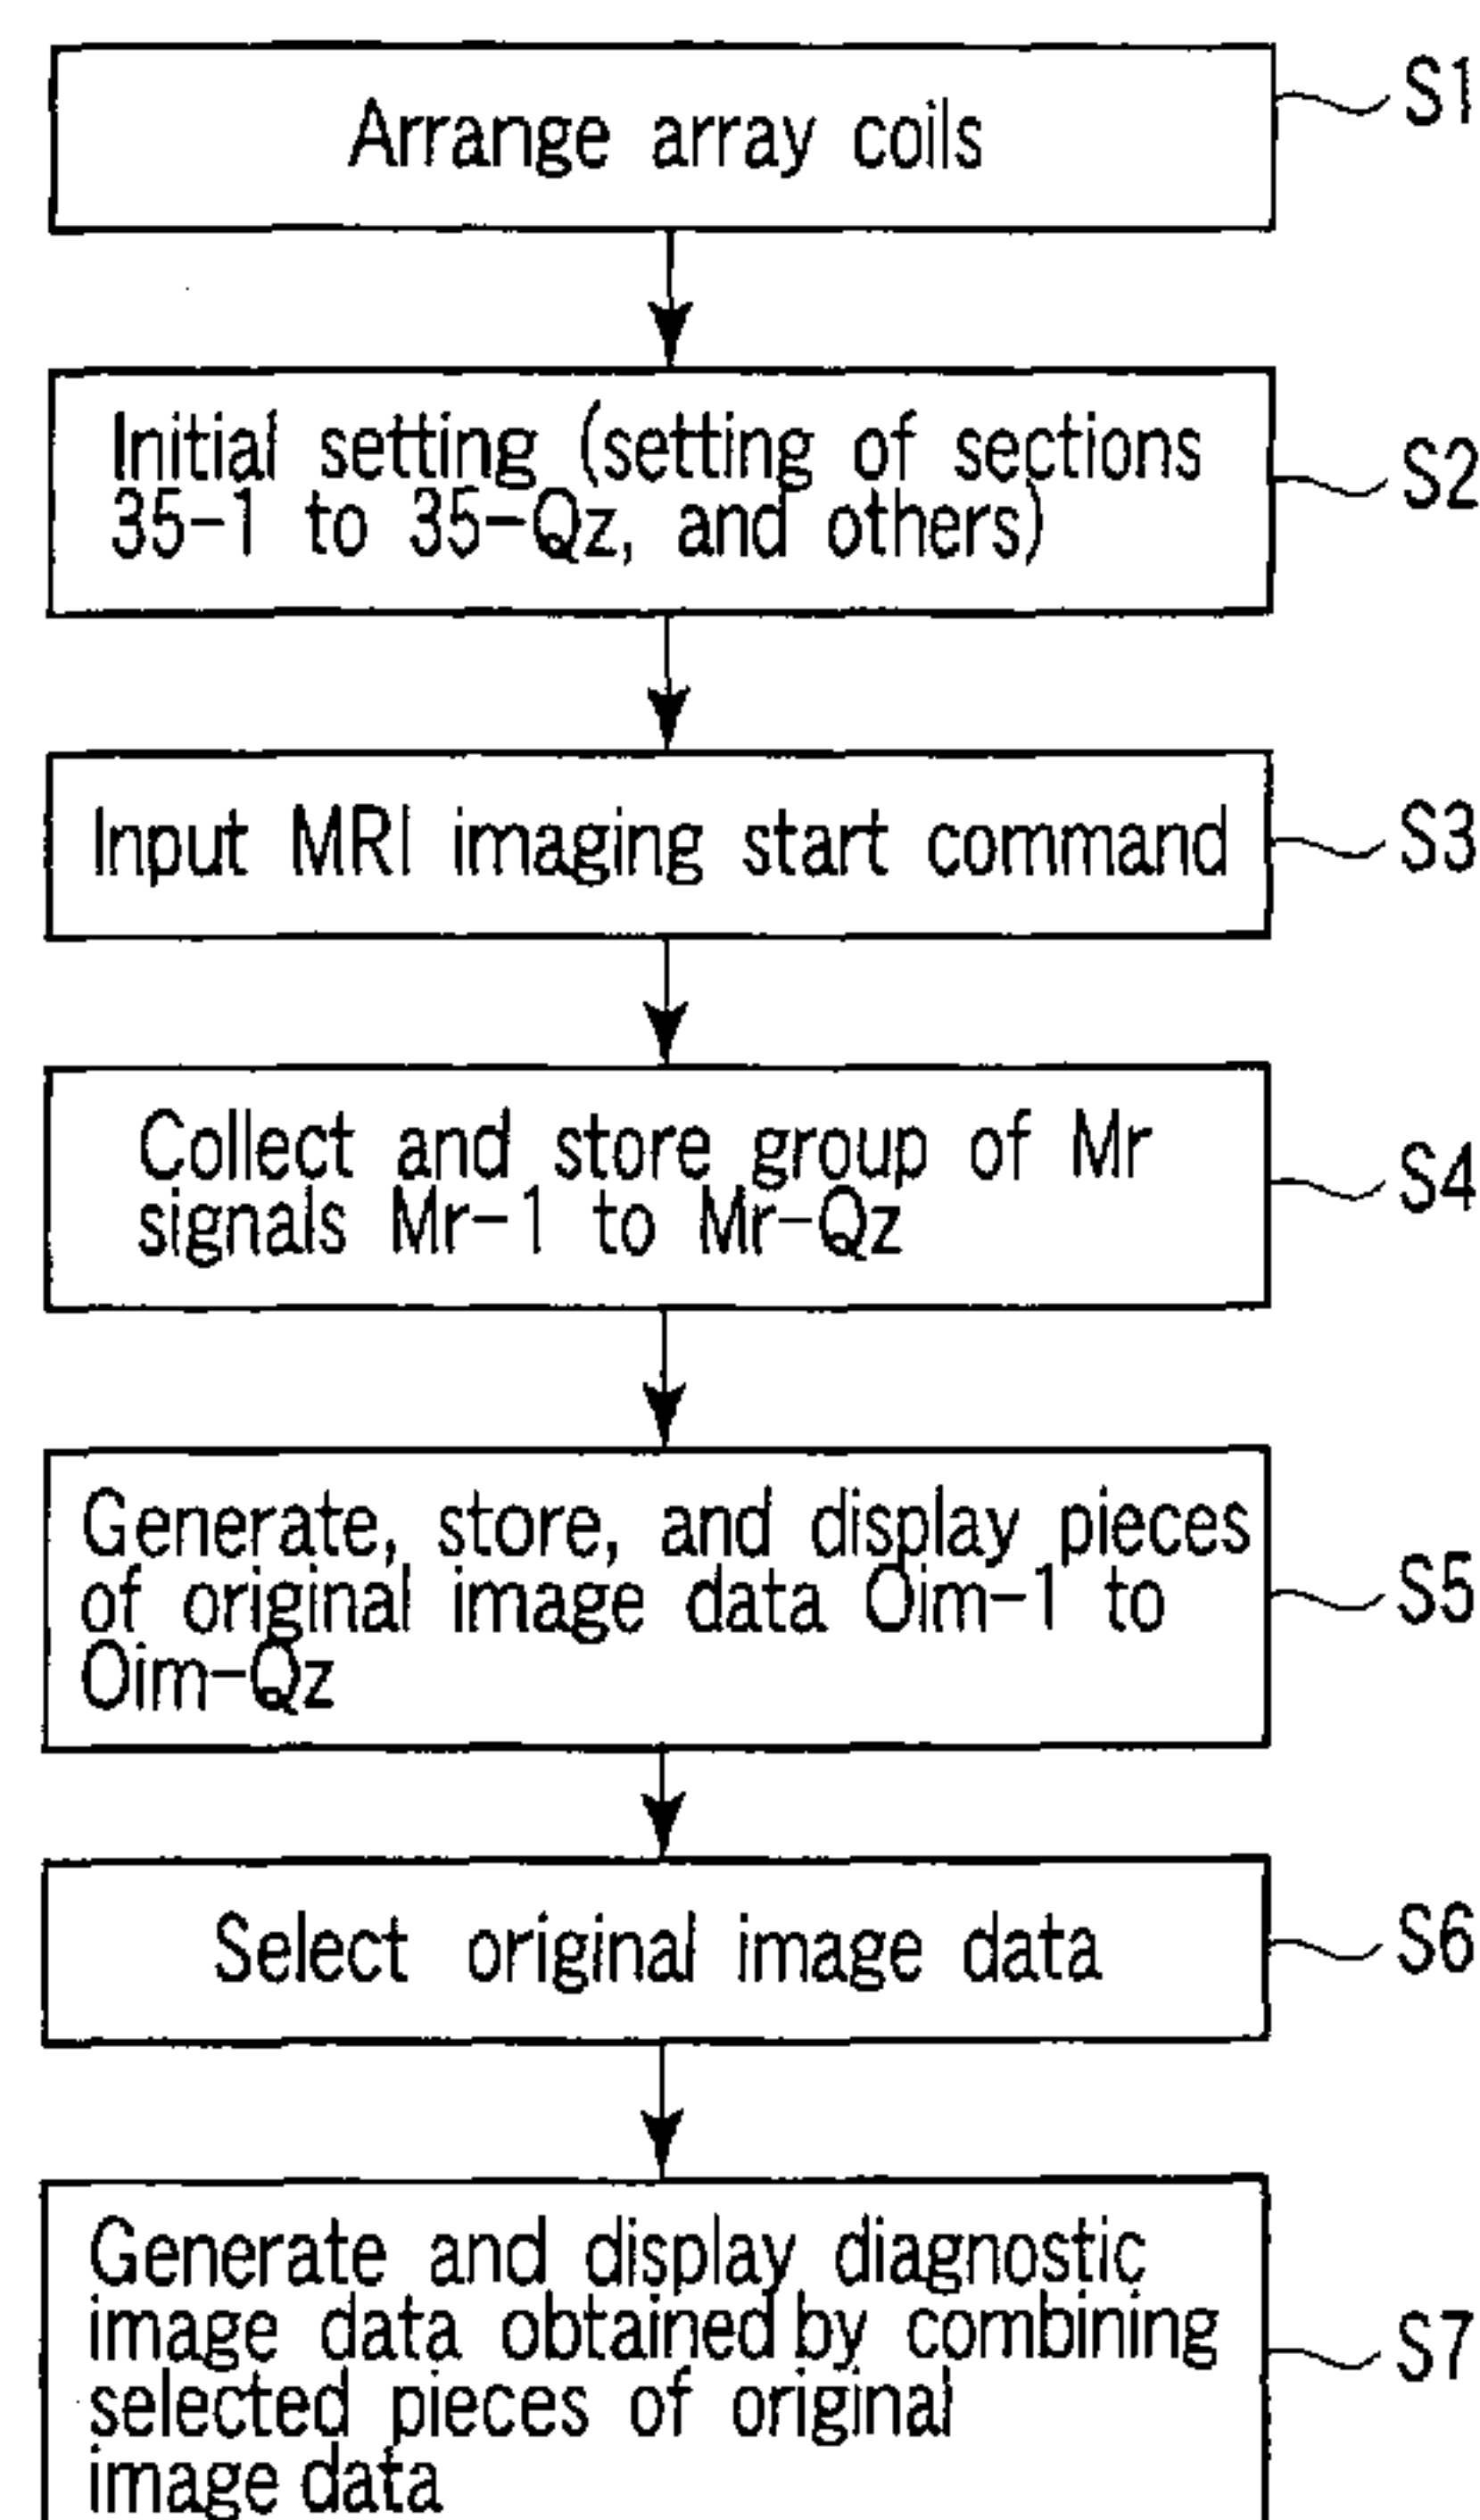 Arrange array coils
S1
Initial setting (setting of sections
35-1 to 35-Qz, and others)
S2
Input MRI imaging start command
S3
Collect and store group of Mr
signals Mr-1 to Mr-Qz
S4
Generate, store, and display pieces
of original image data Oim-1 to
Oim-Qz
S5
Select original image data
S6
Generate and display diagnostic
image data obtained by combining
selected pieces of original
image data
S7